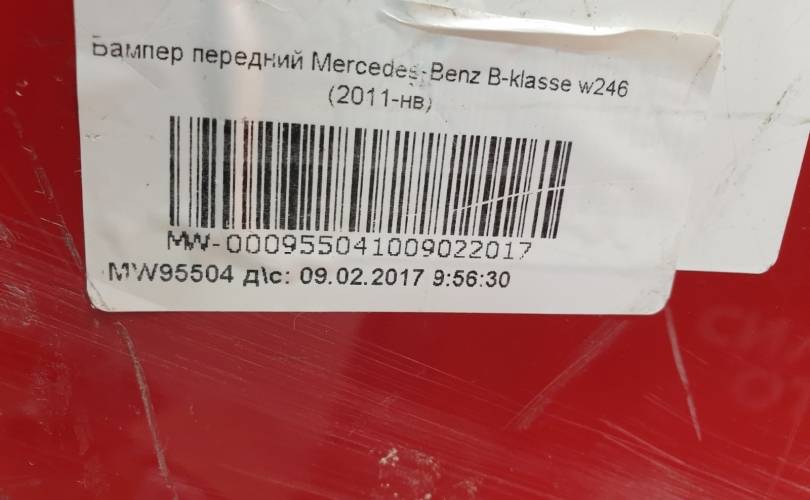 Бампер передний Mercedes-Benz B-klasse w246
(2011-нв)
MW-000955041009022017
MW95504 д\с: 09.02.2017 9:56:30